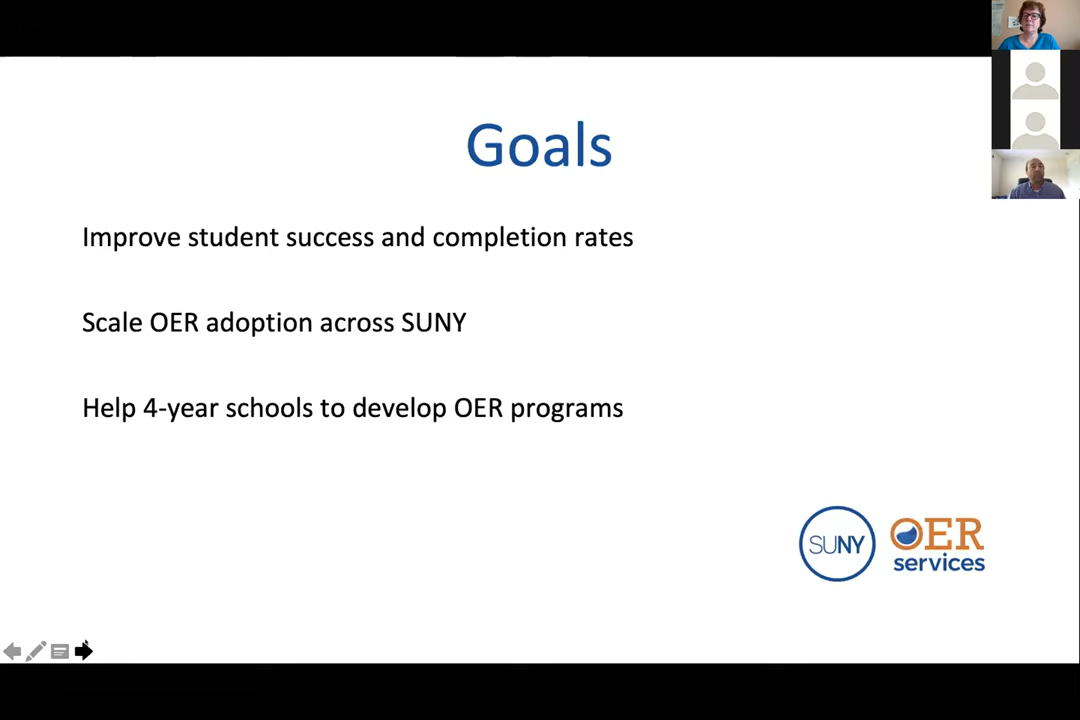 Goals
Improve student success and completion rates
Scale OER adoption across SUNY
Help 4-year schools to develop OER programs
SUNY
OER
services